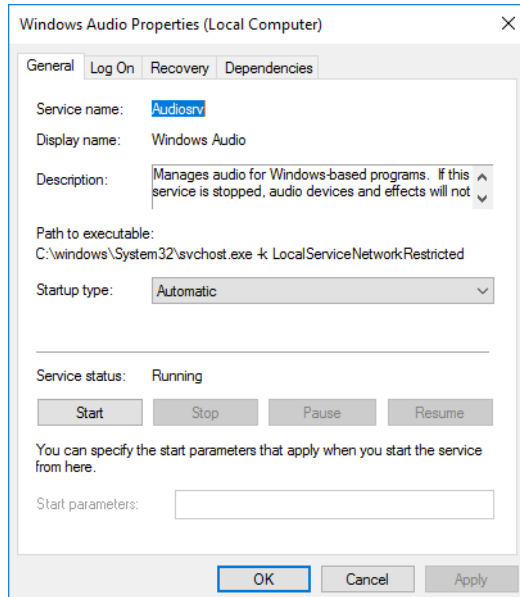 Windows Audio Properties (Local Computer)
General Log On Recovery Dependencies
Service name: Audiosrv
Display name: Windows Audio
Description: Manages audio for Windows-based programs.  If this
service is stopped, audio devices and effects will not
Path to executable:
C:\windows\System32\svchost.exe -k LocalServiceNetworkRestricted
Startup type: Automatic
Service status: Running
Start Stop Pause Resume
You can specify the start parameters that apply when you start the service
from here.
Start parameters:
OK Cancel Apply